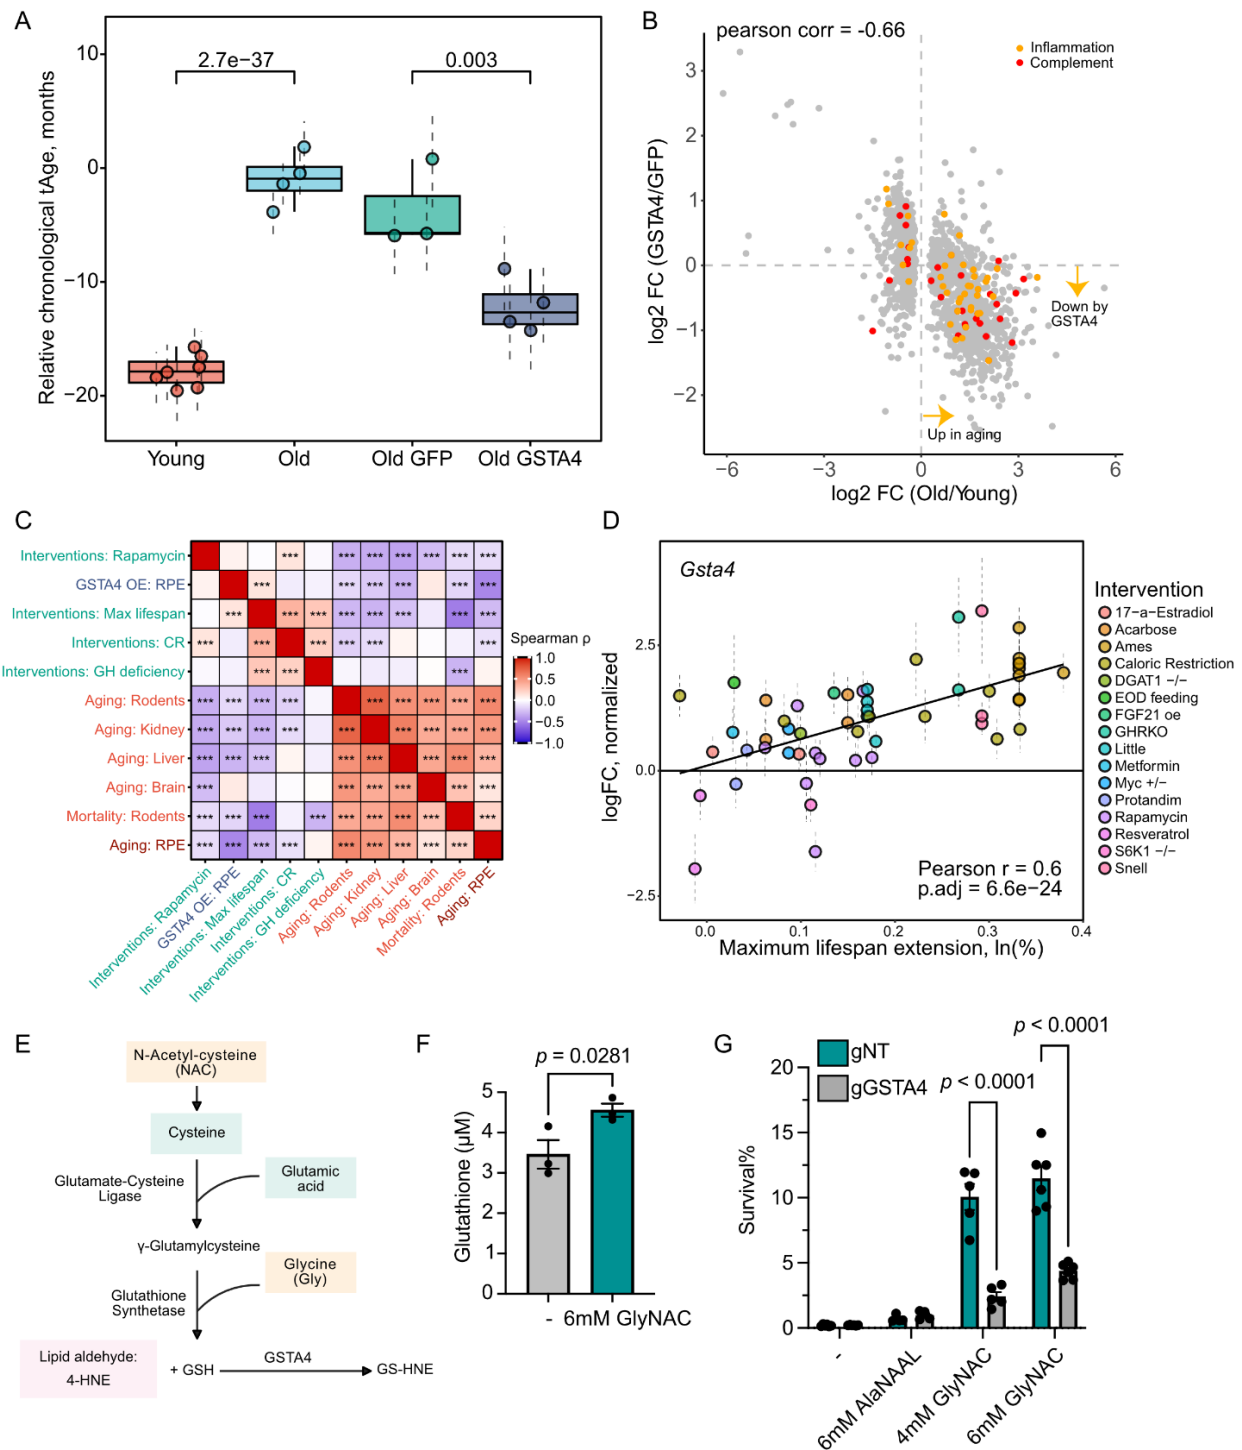 A
Relative chronological tAge, months
10
0
−10
−20
2.7e−37
0.003
Young
Old
Old GFP
Old GSTA4
B
pearson corr = -0.66
Inflammation
Complement
log2 FC (GSTA4/GFP)
3
2
1
0
−1
−2
Down by
GSTA4
Up in aging
−6
−3
0
3
6
log2 FC (Old/Young)
C
Interventions: Rapamycin
GSTA4 OE: RPE
Interventions: Max lifespan
Interventions: CR
Interventions: GH deficiency
Aging: Rodents
Aging: Kidney
Aging: Liver
Aging: Brain
Mortality: Rodents
Aging: RPE
*** *** *** *** *** *** ***
*** *** *** *** *** ***
*** *** *** *** *** *** *** ***
*** *** *** *** *** ***
*** *** ***
*** *** *** *** *** *** *** *** ***
*** *** *** *** *** *** *** *** ***
*** *** *** *** *** *** *** ***
*** *** *** *** *** ***
*** *** *** *** *** *** *** *** ***
*** *** *** *** *** *** *** *** ***
Interventions: Rapamycin
GSTA4 OE: RPE
Interventions: Max lifespan
Interventions: CR
Interventions: GH deficiency
Aging: Rodents
Aging: Kidney
Aging: Liver
Aging: Brain
Mortality: Rodents
Aging: RPE
Spearman ρ
1.0
0.5
0.0
−0.5
−1.0
D
Gsta4
logFC, normalized
2.5
0.0
−2.5
Pearson r = 0.6
p.adj = 6.6e−24
0.0
0.1
0.2
0.3
0.4
Maximum lifespan extension, ln(%)
Intervention
17−a−Estradiol
Acarbose
Ames
Caloric Restriction
DGAT1 −/−
EOD feeding
FGF21 oe
GHRKO
Little
Metformin
Myc +/−
Protandim
Rapamycin
Resveratrol
S6K1 −/−
Snell
E
N-Acetyl-cysteine
(NAC)
Cysteine
Glutamate-Cysteine
Ligase
Glutamic
acid
γ-Glutamylcysteine
Glutathione
Synthetase
Glycine
(Gly)
Lipid aldehyde:
4-HNE
+ GSH
GSTA4
GS-HNE
F
p = 0.0281
Glutathione (µM)
5
4
3
2
1
0
-
6mM GlyNAC
G
gNT
gGSTA4
p < 0.0001
p < 0.0001
Survival%
20
15
10
5
0
-
6mM AlaNAAL
4mM GlyNAC
6mM GlyNAC